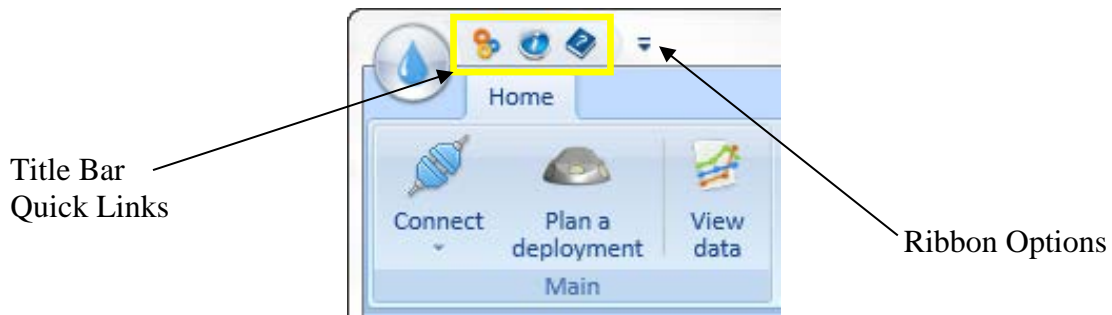 Home
Title Bar
Quick Links
Connect
Plan a
deployment
View
data
Main
Ribbon Options